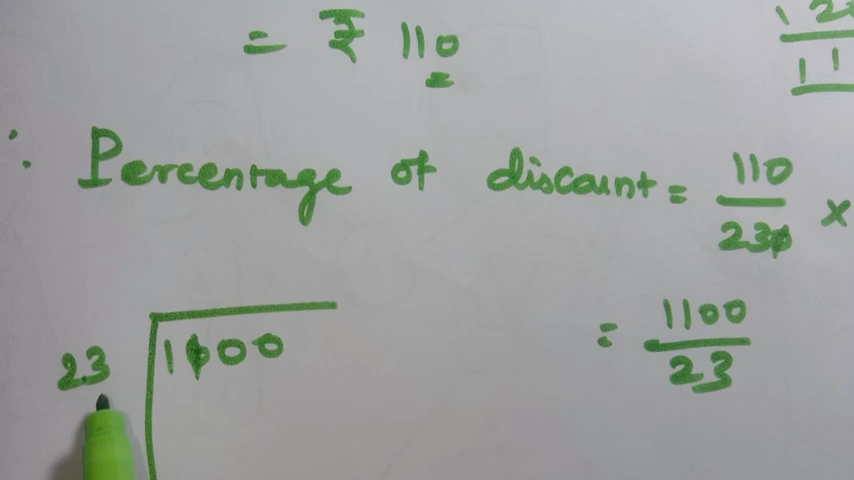 = ₹ 110
∴ Percentage of discount = 110/230 ×
= 1100/23
23 1100